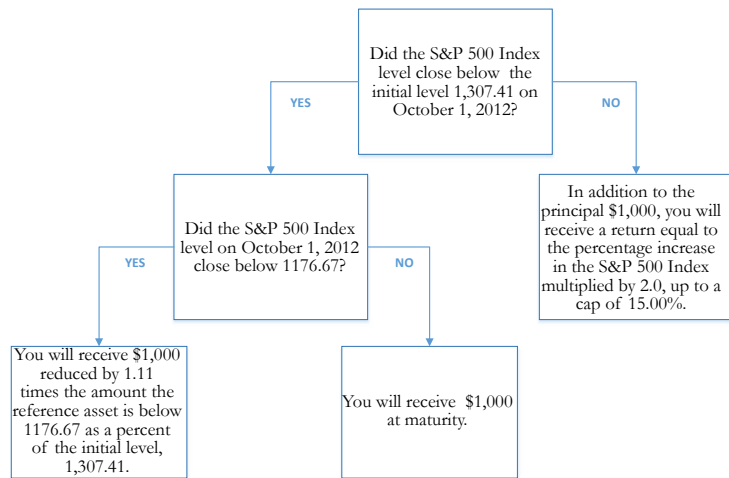 Did the S&P 500 Index
level close below the
initial level 1,307.41 on
October 1, 2012?
YES
NO
Did the S&P 500 Index
level on October 1, 2012
close below 1176.67?
In addition to the
principal $1,000, you will
receive a return equal to
the percentage increase
in the S&P 500 Index
multiplied by 2.0, up to a
cap of 15.00%.
YES
NO
You will receive $1,000
reduced by 1.11
times the amount the
reference asset is below
1176.67 as a percent
of the initial level,
1,307.41.
You will receive $1,000
at maturity.